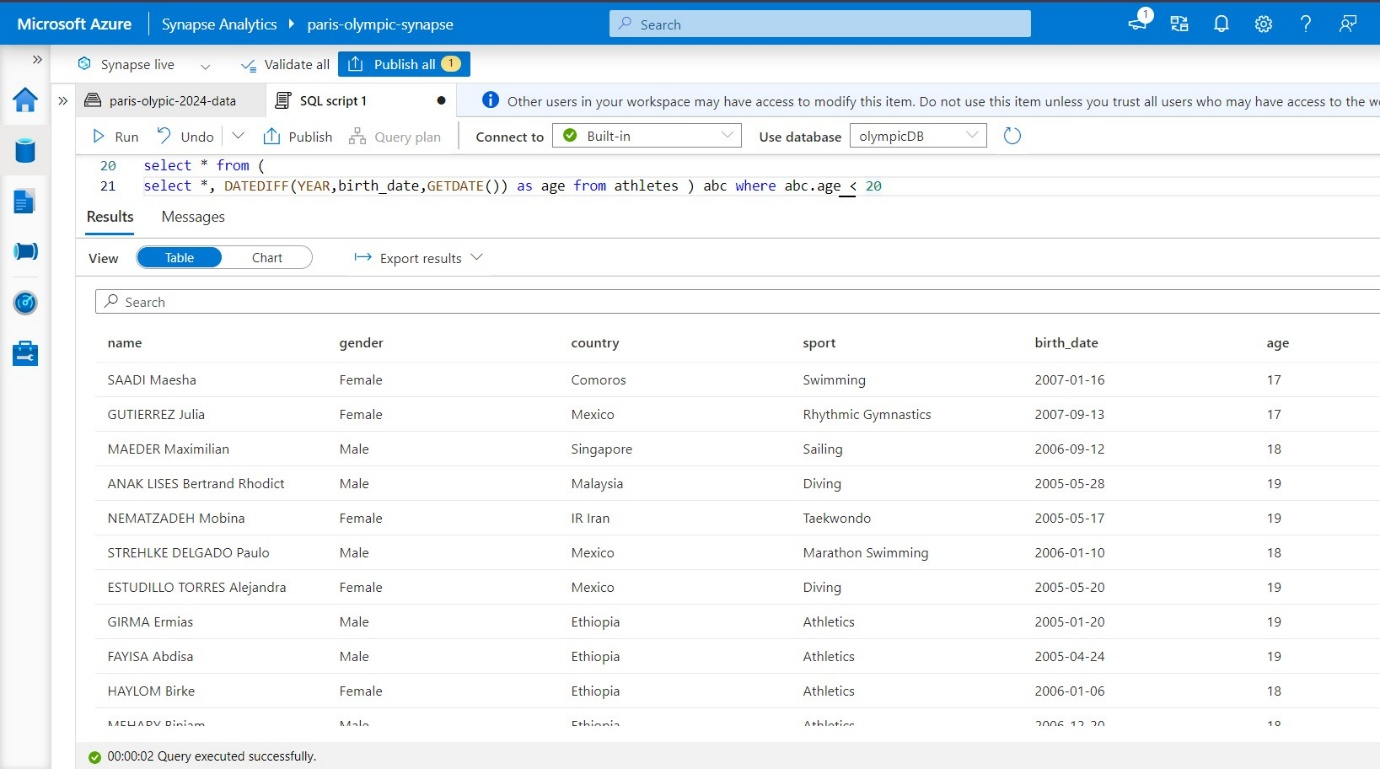 Microsoft Azure Synapse Analytics paris-olympic-synapse Search 1
Synapse live Validate all Publish all 1
paris-olypic-2024-data SQL script 1 Other users in your workspace may have access to modify this item. Do not use this item unless you trust all users who may have access to the
Run Undo Publish Query plan Connect to Built-in Use database olympicDB
20 select * from (
21 select *, DATEDIFF(YEAR,birth_date,GETDATE()) as age from athletes ) abc where abc.age < 20
Results Messages
View Table Chart Export results
Search
name gender country sport birth_date age
SAADI Maesha Female Comoros Swimming 2007-01-16 17
GUTIERREZ Julia Female Mexico Rhythmic Gymnastics 2007-09-13 17
MAEDER Maximilian Male Singapore Sailing 2006-09-12 18
ANAK LISES Bertrand Rhodict Male Malaysia Diving 2005-05-28 19
NEMATZADEH Mobina Female IR Iran Taekwondo 2005-05-17 19
STREHLKE DELGADO Paulo Male Mexico Marathon Swimming 2006-01-10 18
ESTUDILLO TORRES Alejandra Female Mexico Diving 2005-05-20 19
GIRMA Ermias Male Ethiopia Athletics 2005-01-20 19
FAYISA Abdisa Male Ethiopia Athletics 2005-04-24 19
HAYLOM Birke Female Ethiopia Athletics 2006-01-06 18
MEHARY Biniam Male Ethiopia Athletics 2006-12-20 18
00:00:02 Query executed successfully.